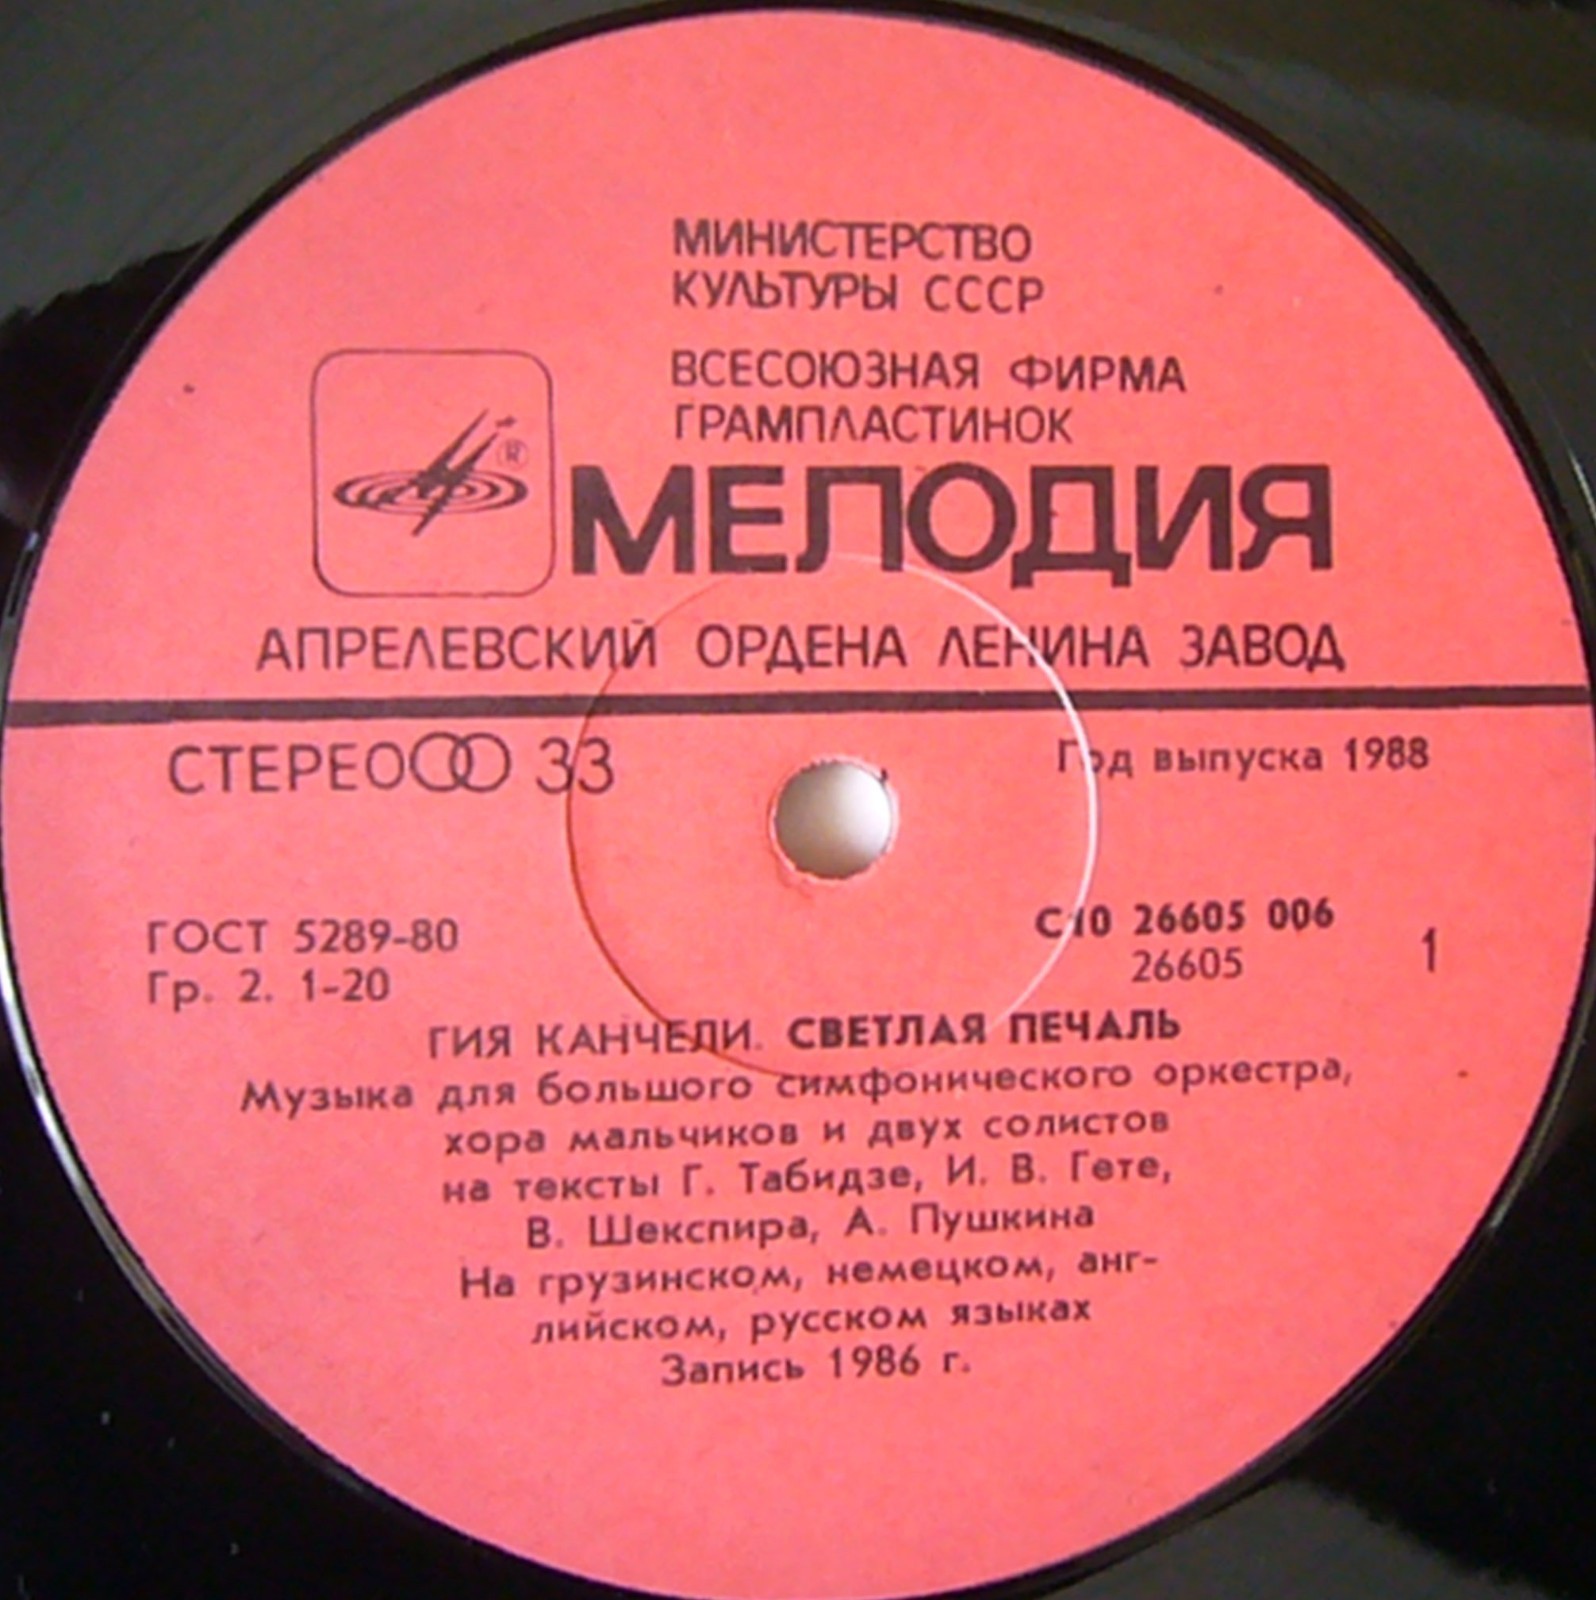 МИНИСТЕРСТВО
КУЛЬТУРЫ СССР
ВСЕСОЮЗНАЯ ФИРМА
ГРАМПЛАСТИНОК
®
МЕЛОДИЯ
АПРЕЛЕВСКИЙ ОРДЕНА ЛЕНИНА ЗАВОД
СТЕРЕО 33
Год выпуска 1988
ГОСТ 5289-80
Гр. 2. 1-20
С10 26605 006
26605
1
ГИЯ КАНЧЕЛИ. СВЕТЛАЯ ПЕЧАЛЬ
Музыка для большого симфонического оркестра,
хора мальчиков и двух солистов
на тексты Г. Табидзе, И. В. Гете,
В. Шекспира, А. Пушкина
На грузинском, немецком, анг-
лийском, русском языках
Запись 1986 г.